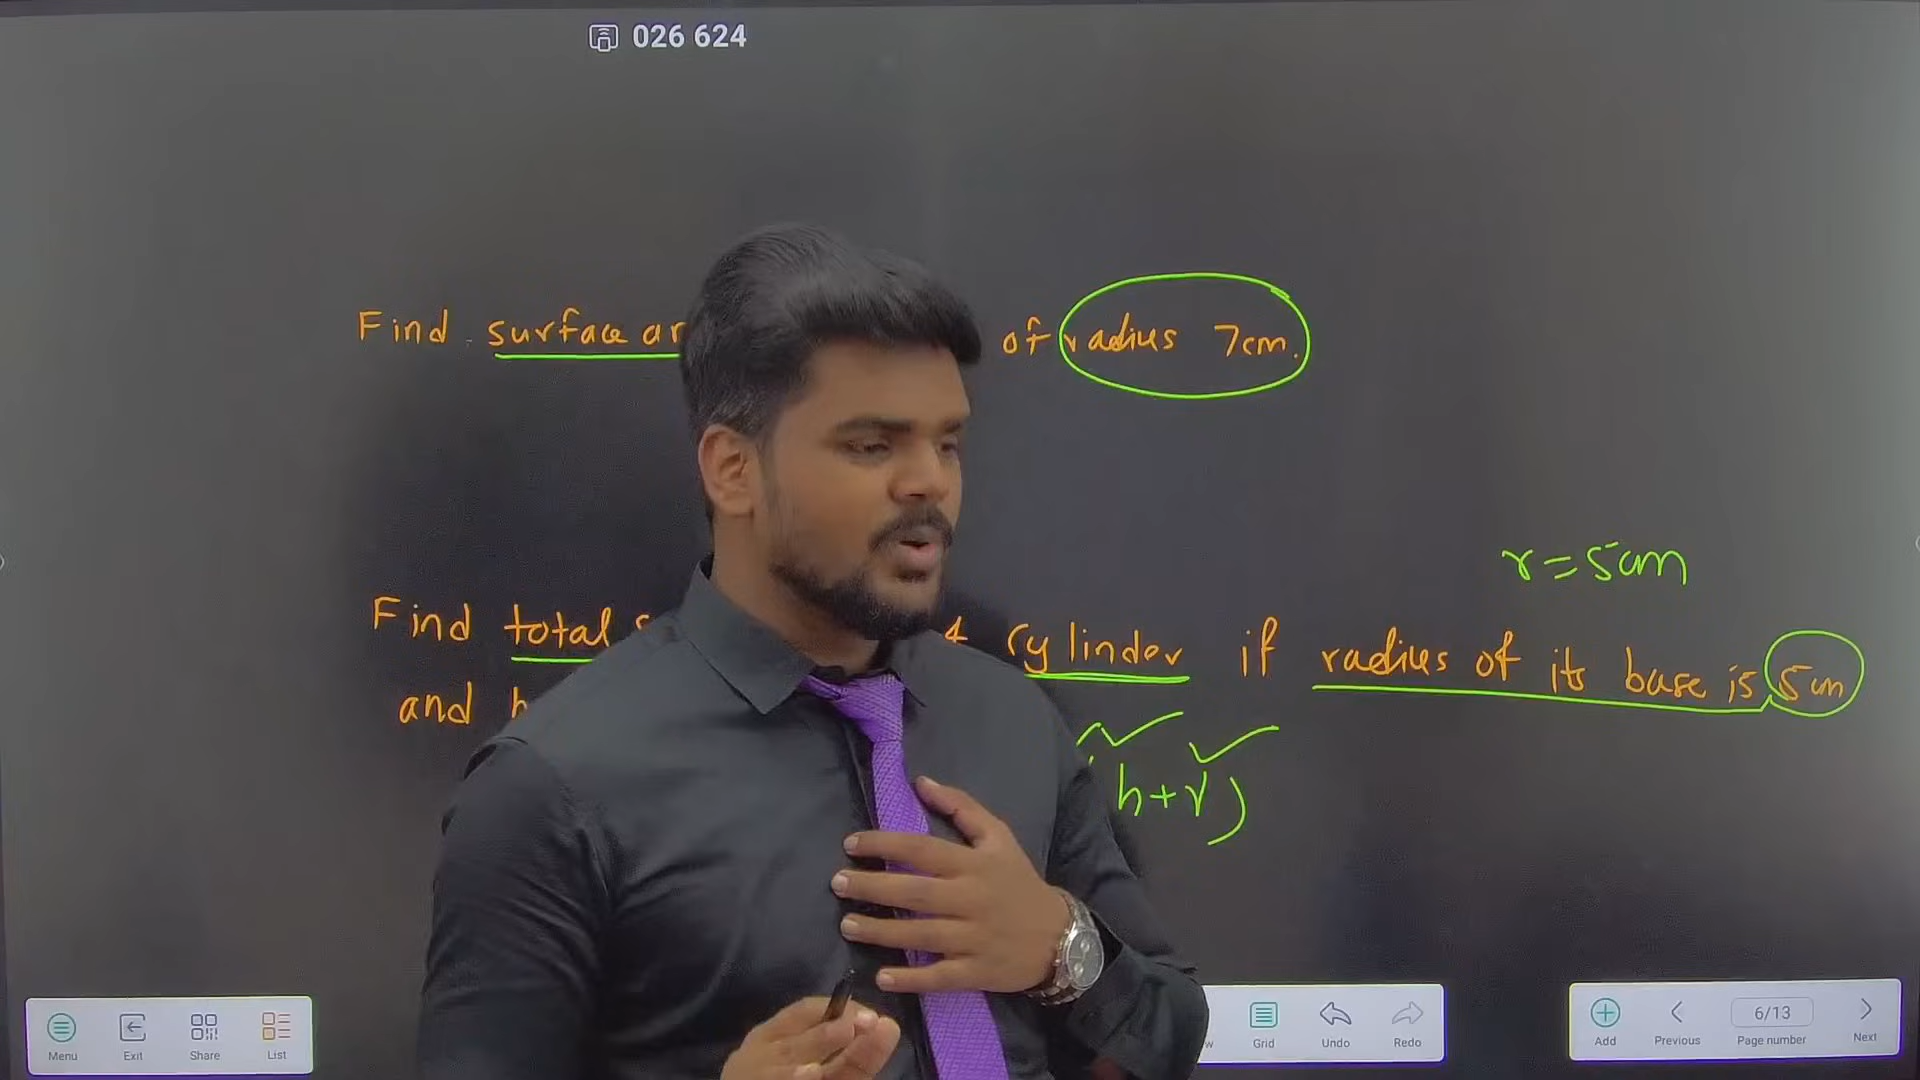 026 624
Find surface of radius 7cm.
r = 5cm
Find total cylinder if radius of its base is 5cm
and
h+r)
Menu Exit Share List Grid Undo Redo Add Previous 6/13 Page number Next